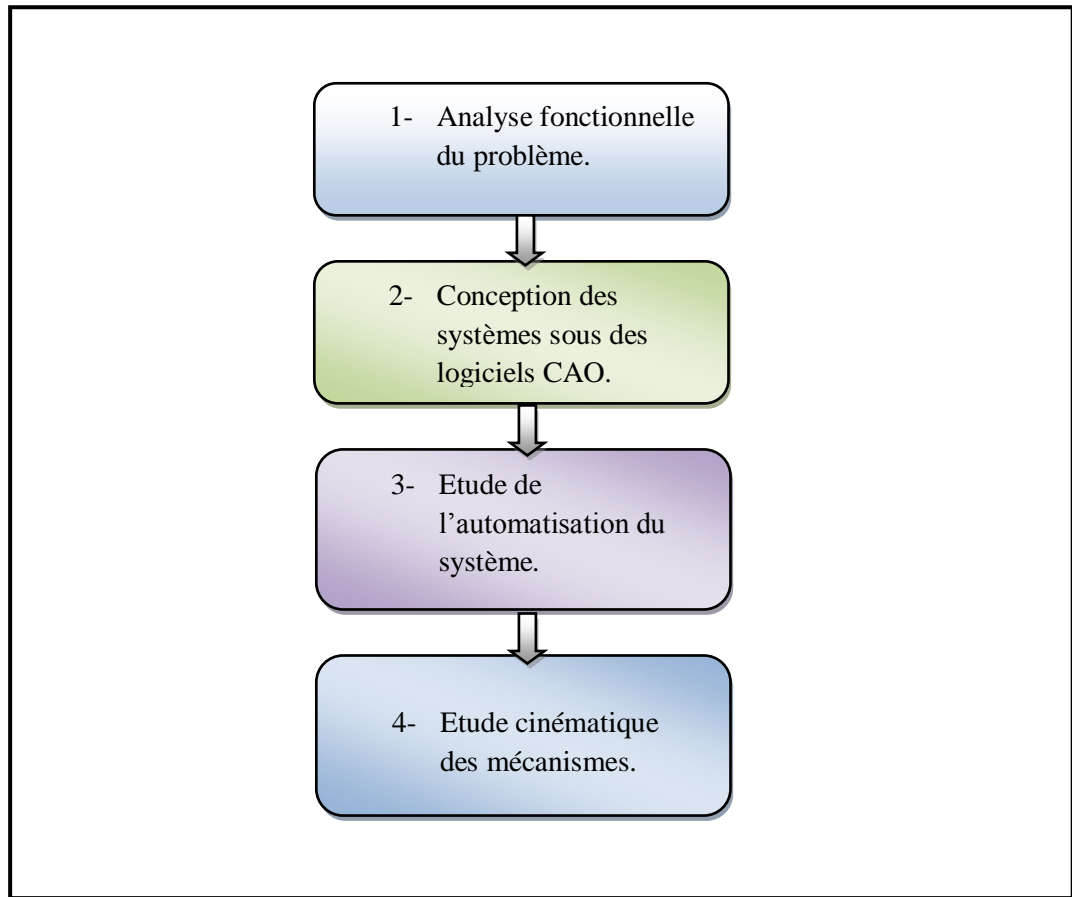 1- Analyse fonctionnelle
du problème.
2- Conception des
systèmes sous des
logiciels CAO.
3- Etude de
l’automatisation du
système.
4- Etude cinématique
des mécanismes.